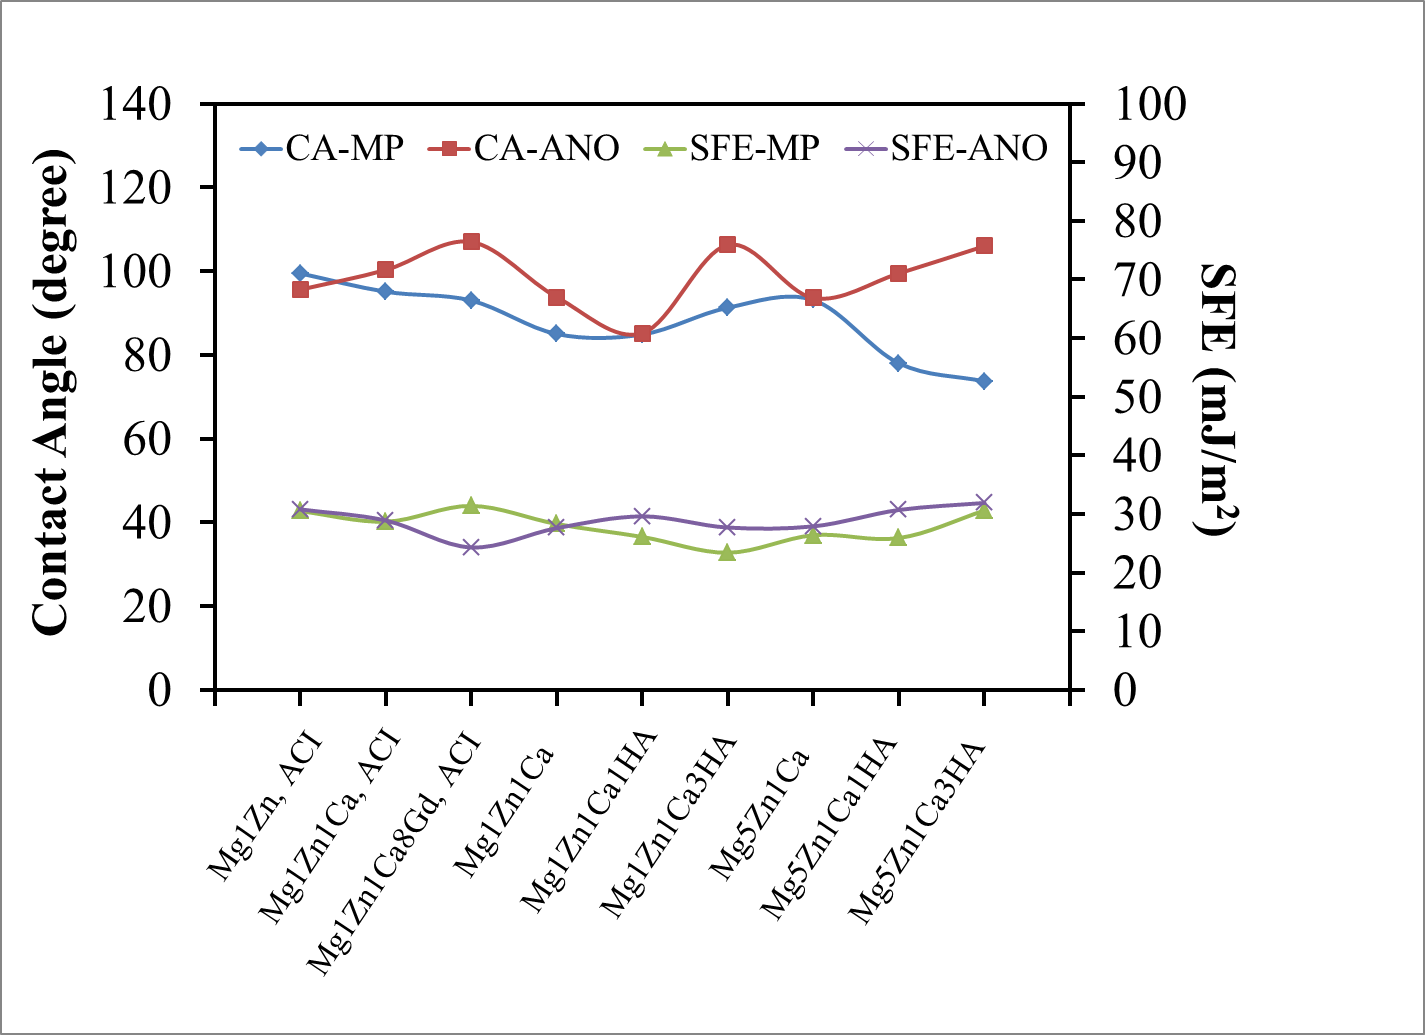 CA-MP CA-ANO SFE-MP SFE-ANO
Contact Angle (degree)
140
120
100
80
60
40
20
0
100
90
80
70
60
50
40
30
20
10
0
SFE (mJ/m²)
Mg1Zn, ACI
Mg1Zn1Ca, ACI
Mg1Zn1Ca8Gd, ACI
Mg1Zn1Ca
Mg1Zn1Ca1HA
Mg1Zn1Ca3HA
Mg5Zn1Ca
Mg5Zn1Ca1HA
Mg5Zn1Ca3HA